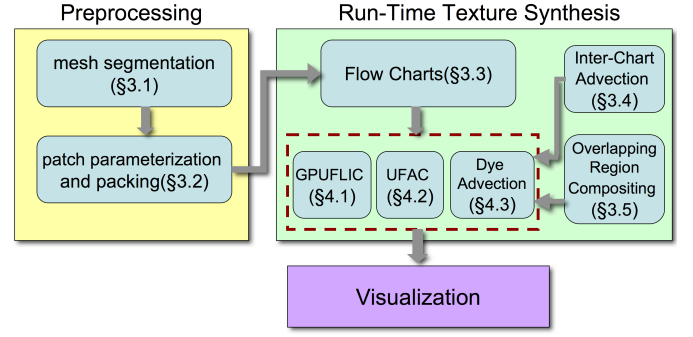 Preprocessing
mesh segmentation
(§3.1)
patch parameterization
and packing(§3.2)
Run-Time Texture Synthesis
Flow Charts(§3.3)
Inter-Chart
Advection
(§3.4)
GPUFLIC
(§4.1)
UFAC
(§4.2)
Dye
Advection
(§4.3)
Overlapping
Region
Compositing
(§3.5)
Visualization